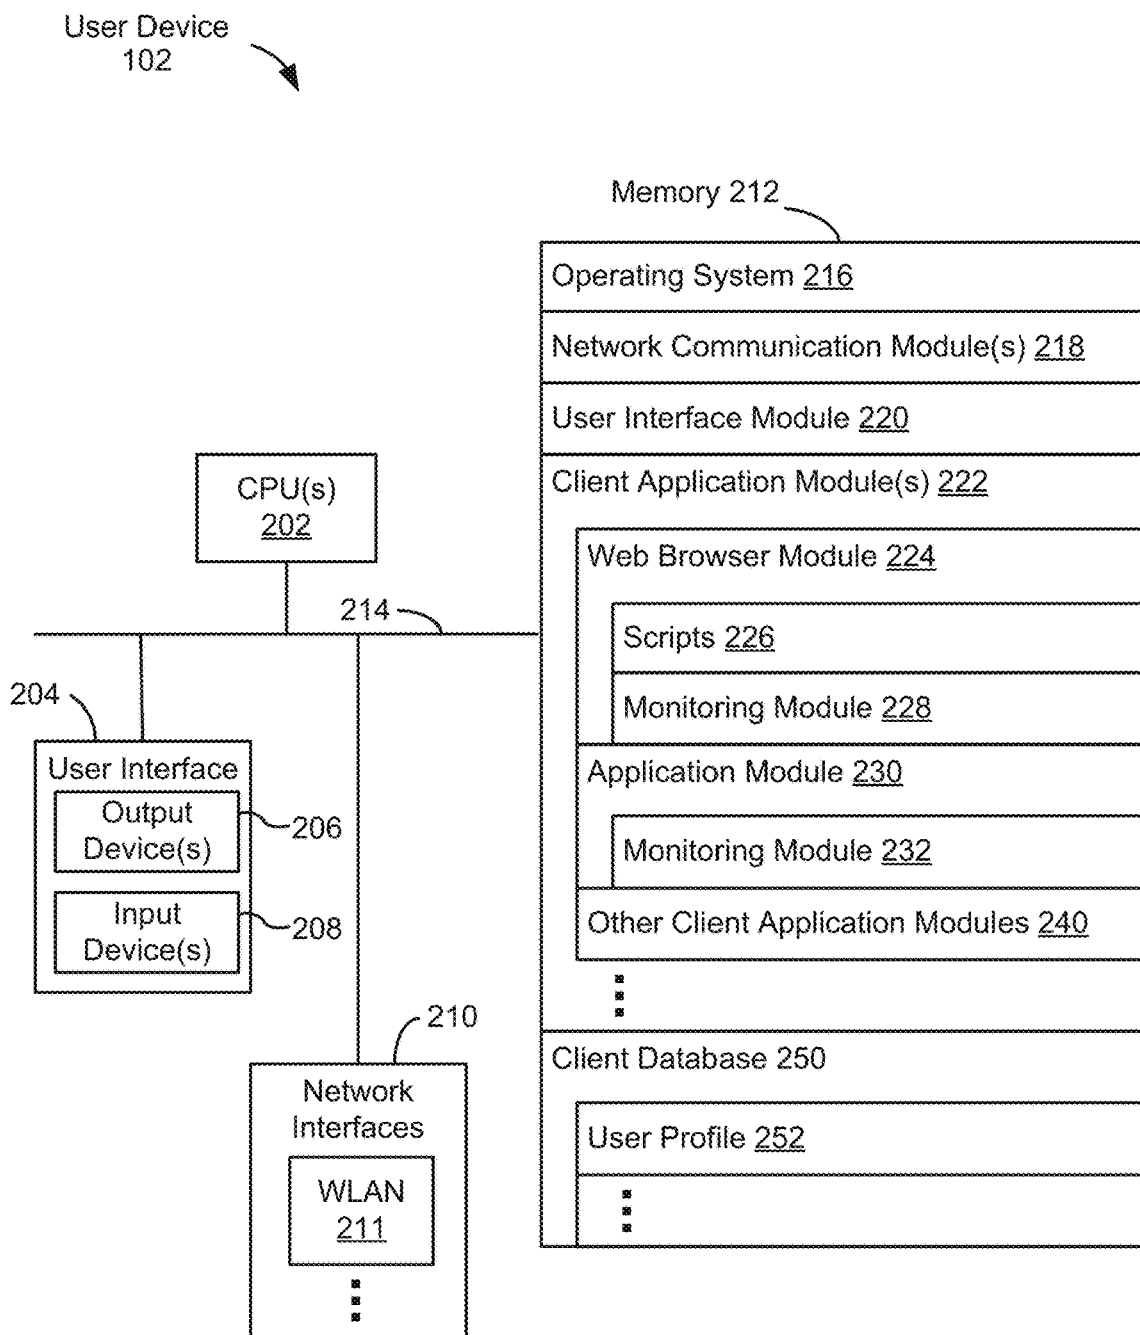 User Device
102
Memory 212
Operating System 216
Network Communication Module(s) 218
User Interface Module 220
Client Application Module(s) 222
Web Browser Module 224
Scripts 226
Monitoring Module 228
Application Module 230
Monitoring Module 232
Other Client Application Modules 240
Client Database 250
User Profile 252
CPU(s)
202
214
204
User Interface
Output
Device(s)
206
Input
Device(s)
208
210
Network
Interfaces
WLAN
211